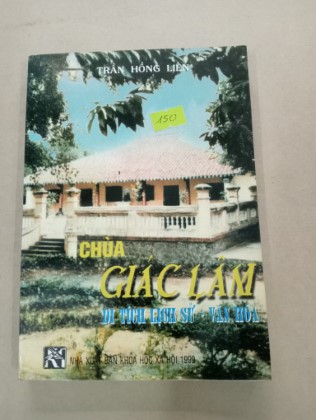 TRẦN HỒNG LIÊN
150
CHÙA
GIÁC LÂM
DI TÍCH LỊCH SỬ - VĂN HÓA
NHÀ XUẤT BẢN KHOA HỌC XÃ HỘI 1999